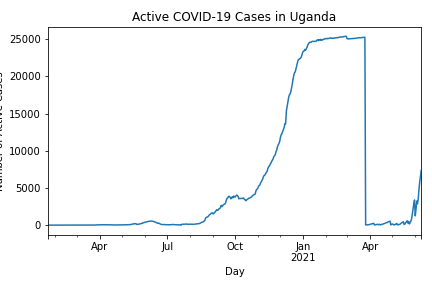 Active COVID-19 Cases in Uganda
Number of Active Cases
25000
20000
15000
10000
5000
0
Apr
Jul
Oct
Jan
2021
Apr
Day